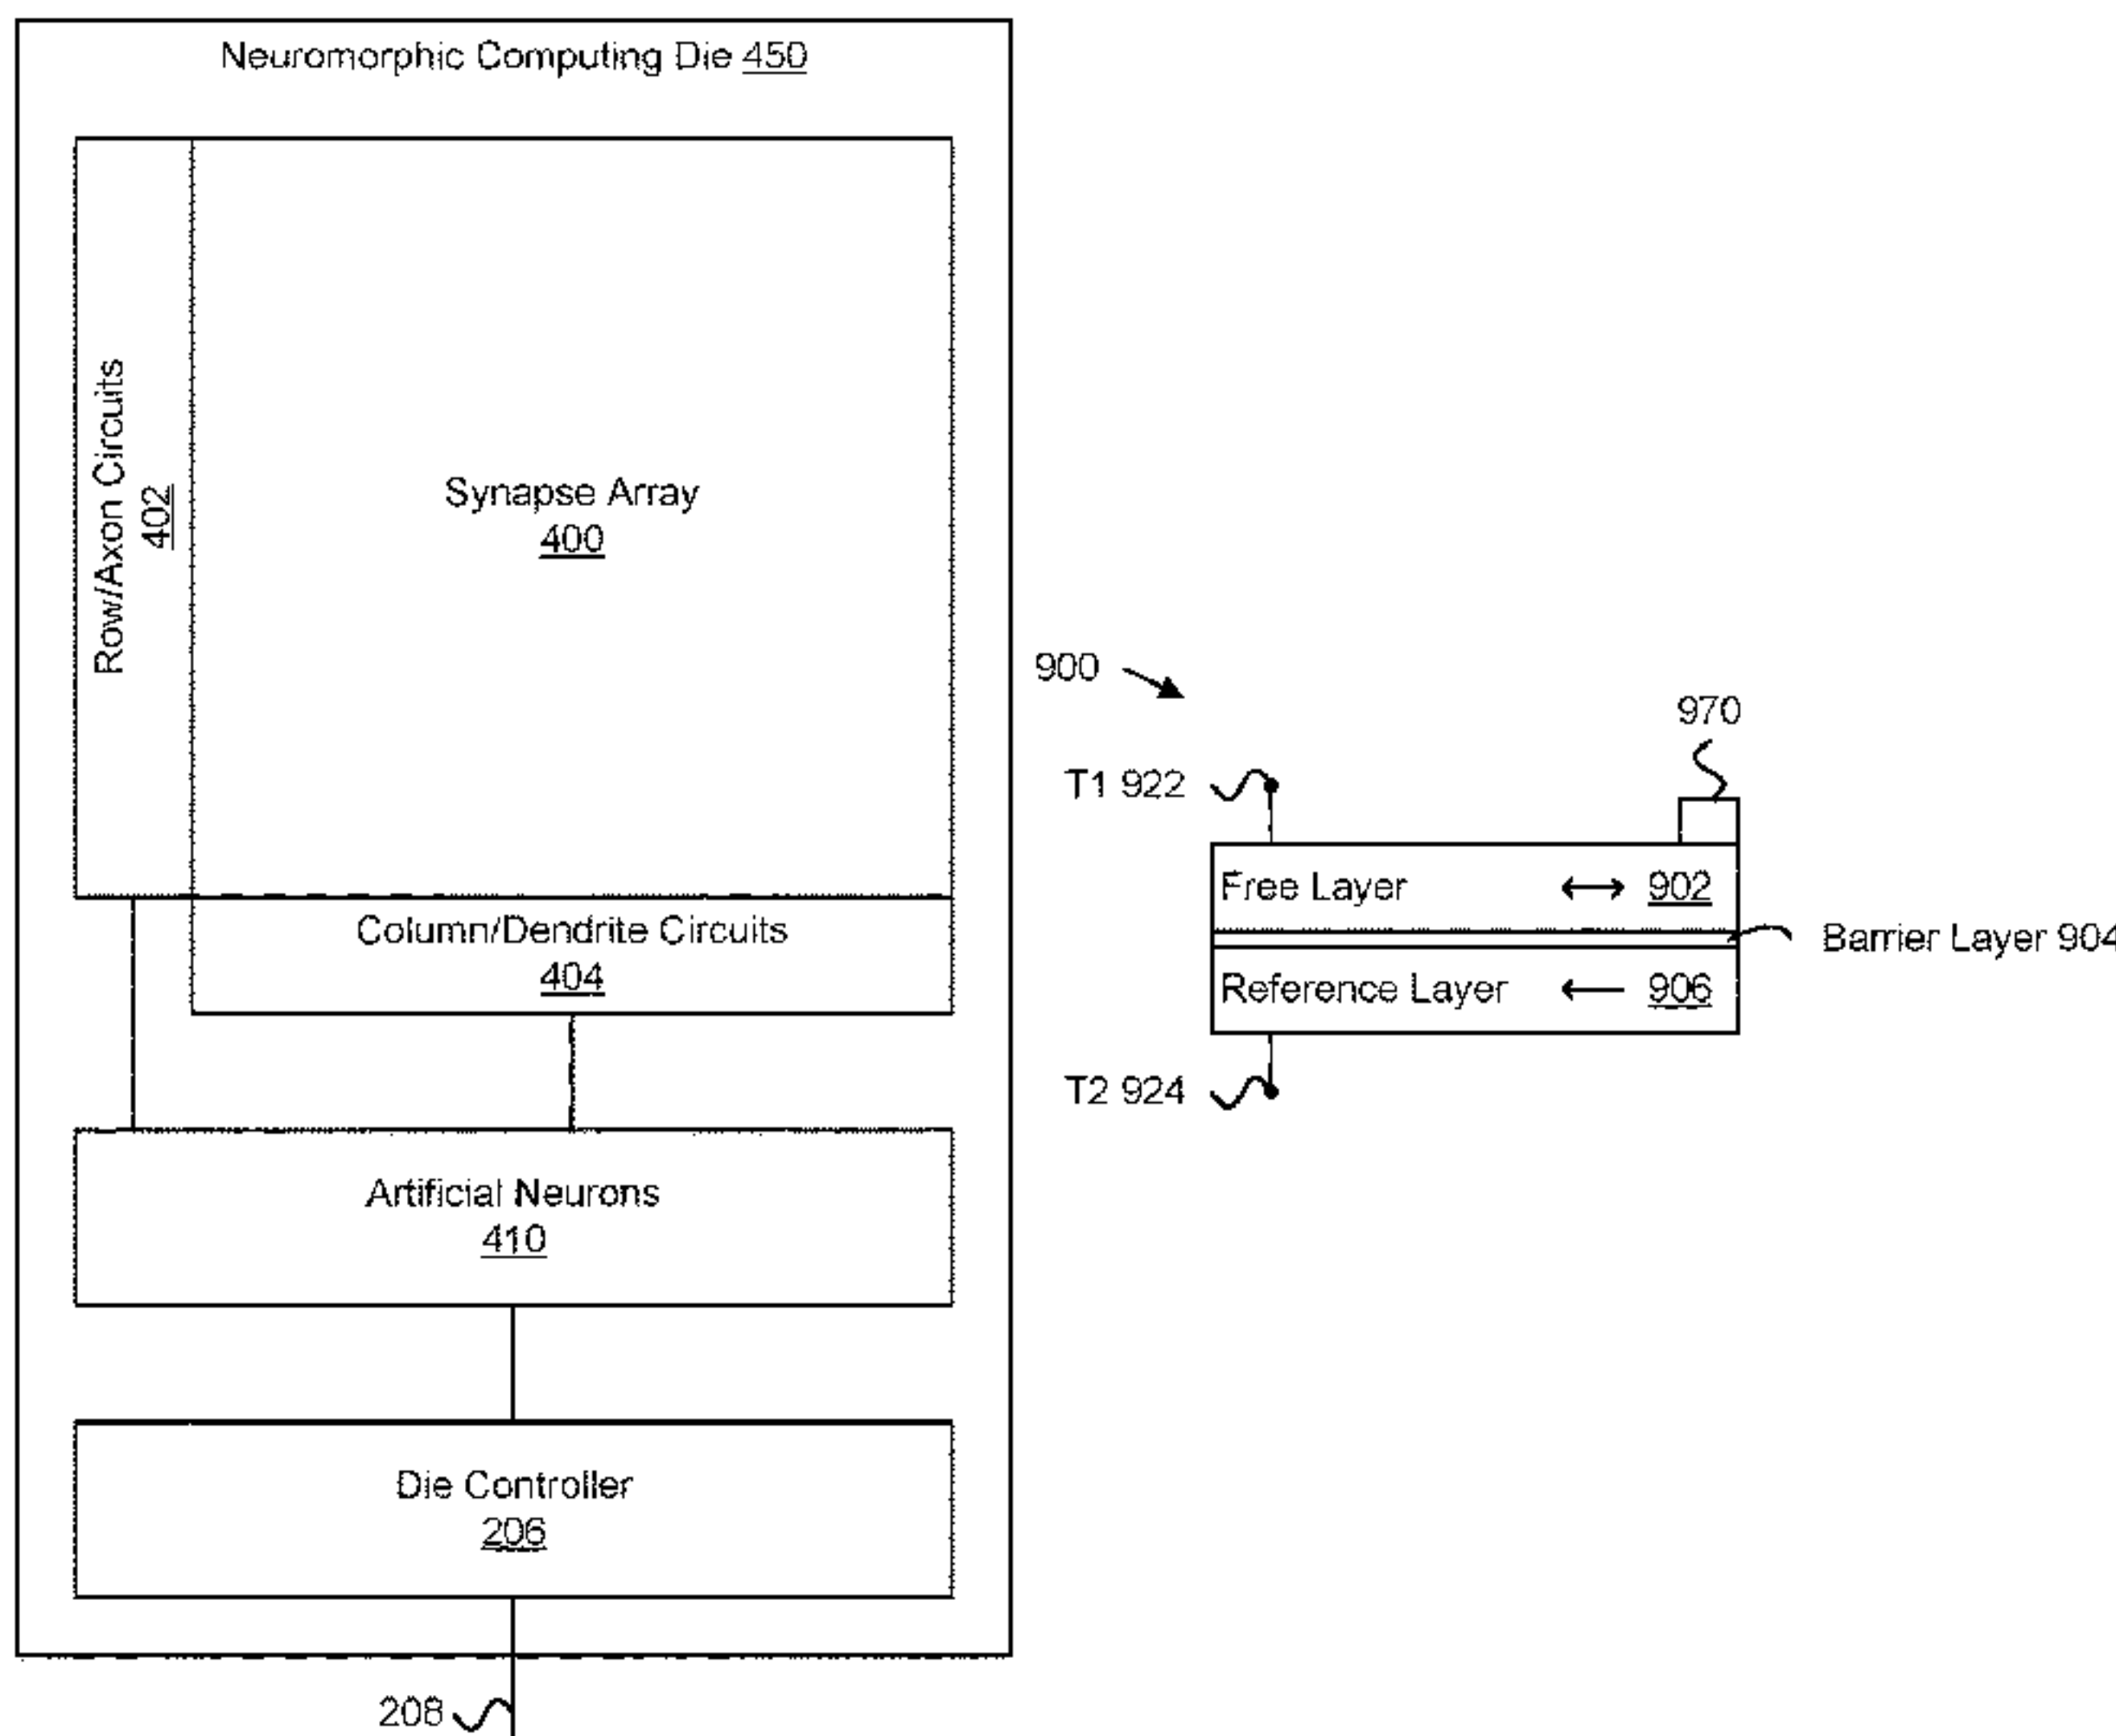 Neuromorphic Computing Die 450
Row/Axon Circuits
402
Synapse Array
400
Column/Dendrite Circuits
404
Artificial Neurons
410
Die Controller
206
208
900
970
T1 922
Free Layer 902
Barrier Layer 904
Reference Layer 906
T2 924